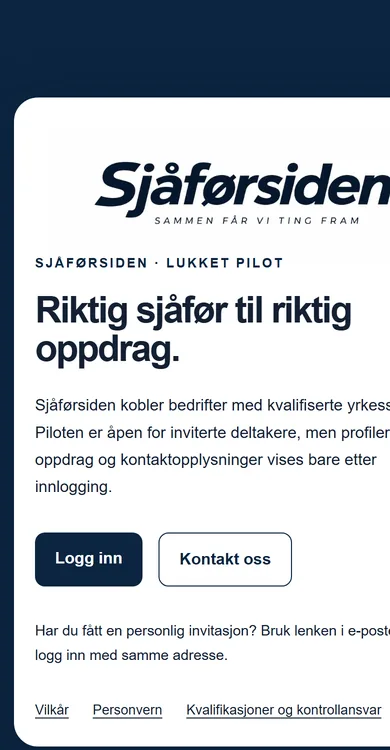 Sjåførsiden
SAMMEN FÅR VI TING FRAM
SJÅFØRSIDEN · LUKKET PILOT
Riktig sjåfør til riktig
oppdrag.
Sjåførsiden kobler bedrifter med kvalifiserte
Piloten er åpen for inviterte deltakere, men profiler
oppdrag og kontaktopplysninger vises bare etter
innlogging.
Logg inn
Kontakt oss
Har du fått en personlig invitasjon? Bruk lenken i
logg inn med samme adresse.
Vilkår Personvern Kvalifikasjoner og kontrollansvar